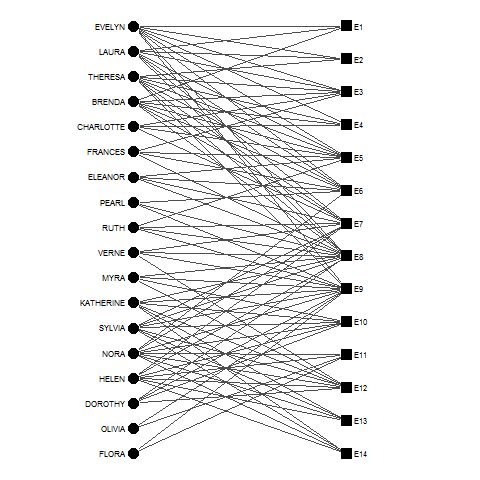 EVELYN
LAURA
THERESA
BRENDA
CHARLOTTE
FRANCES
ELEANOR
PEARL
RUTH
VERNE
MYRA
KATHERINE
SYLVIA
NORA
HELEN
DOROTHY
OLIVIA
FLORA
E1
E2
E3
E4
E5
E6
E7
E8
E9
E10
E11
E12
E13
E14